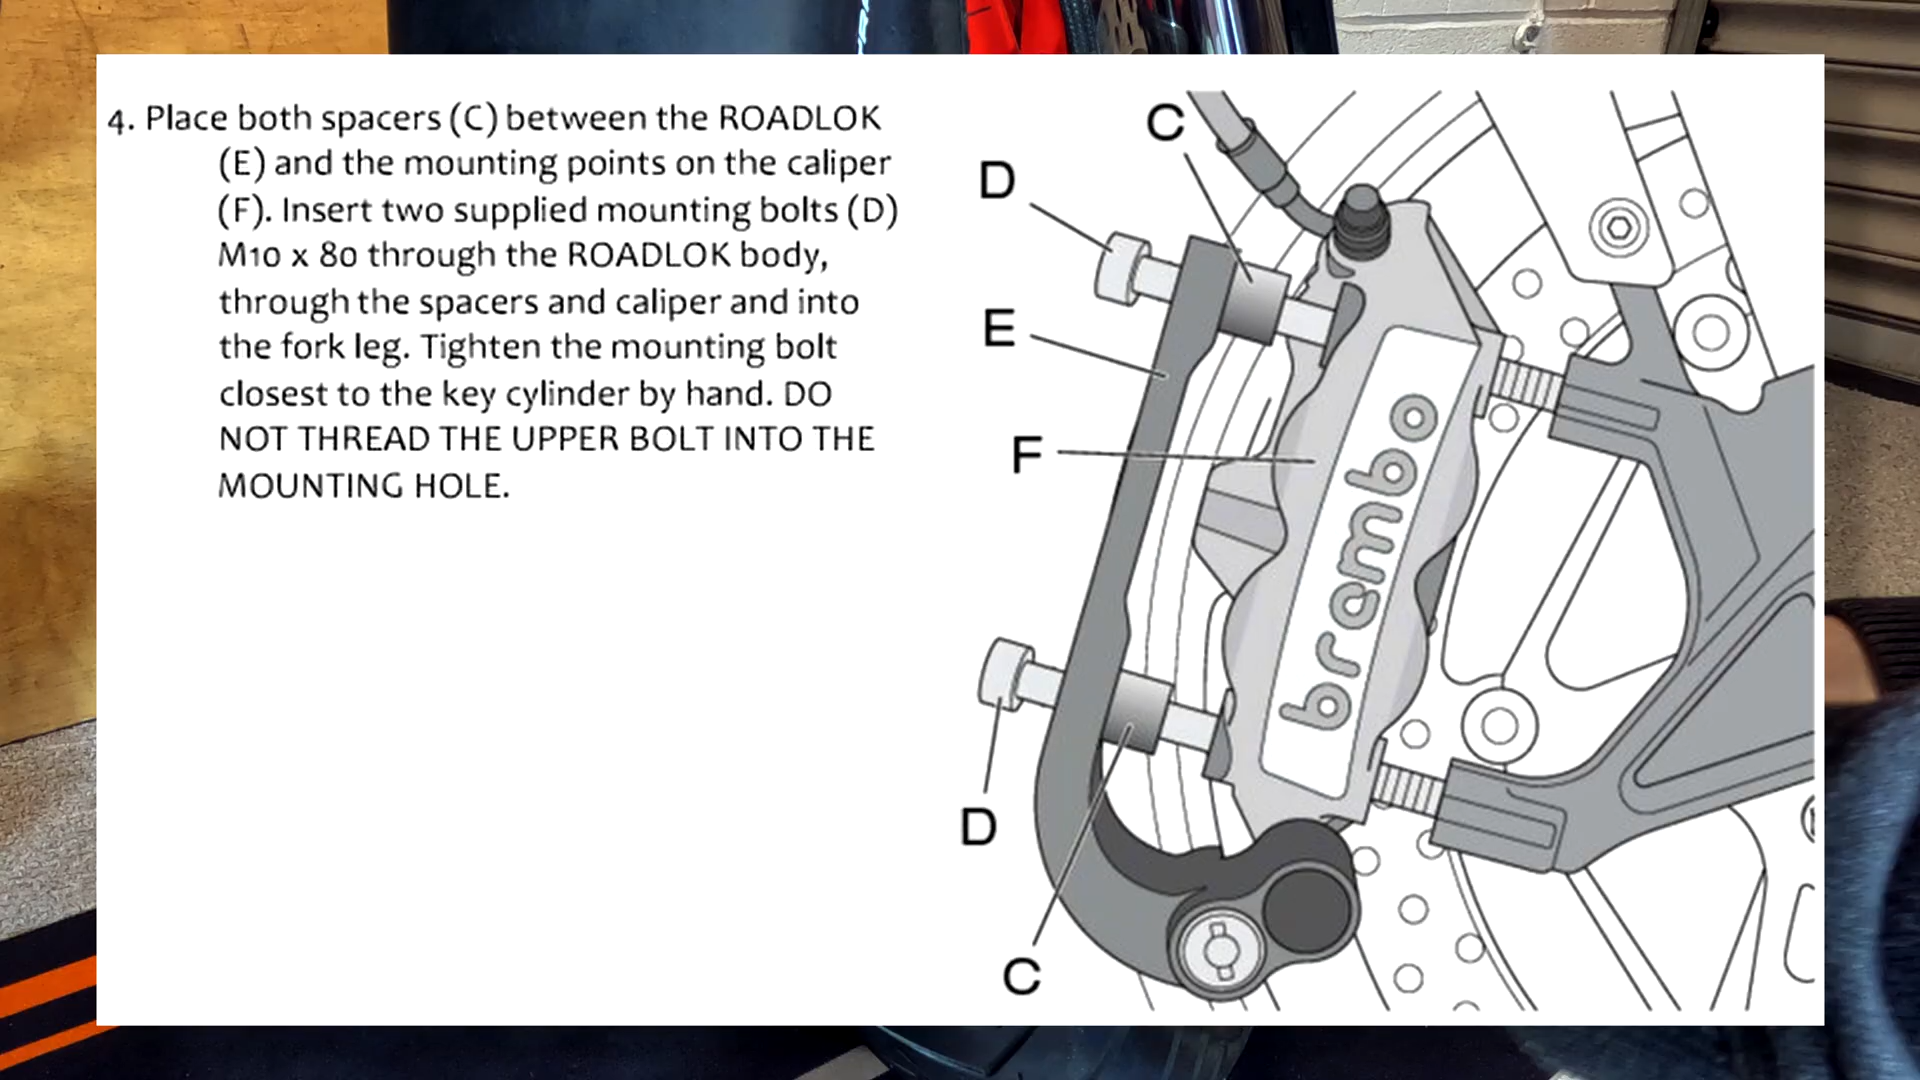 4. Place both spacers (C) between the ROADLOK
(E) and the mounting points on the caliper
(F). Insert two supplied mounting bolts (D)
M10 x 80 through the ROADLOK body,
through the spacers and caliper and into
the fork leg. Tighten the mounting bolt
closest to the key cylinder by hand. DO
NOT THREAD THE UPPER BOLT INTO THE
MOUNTING HOLE.
C
D
E
F
brembo
D
C